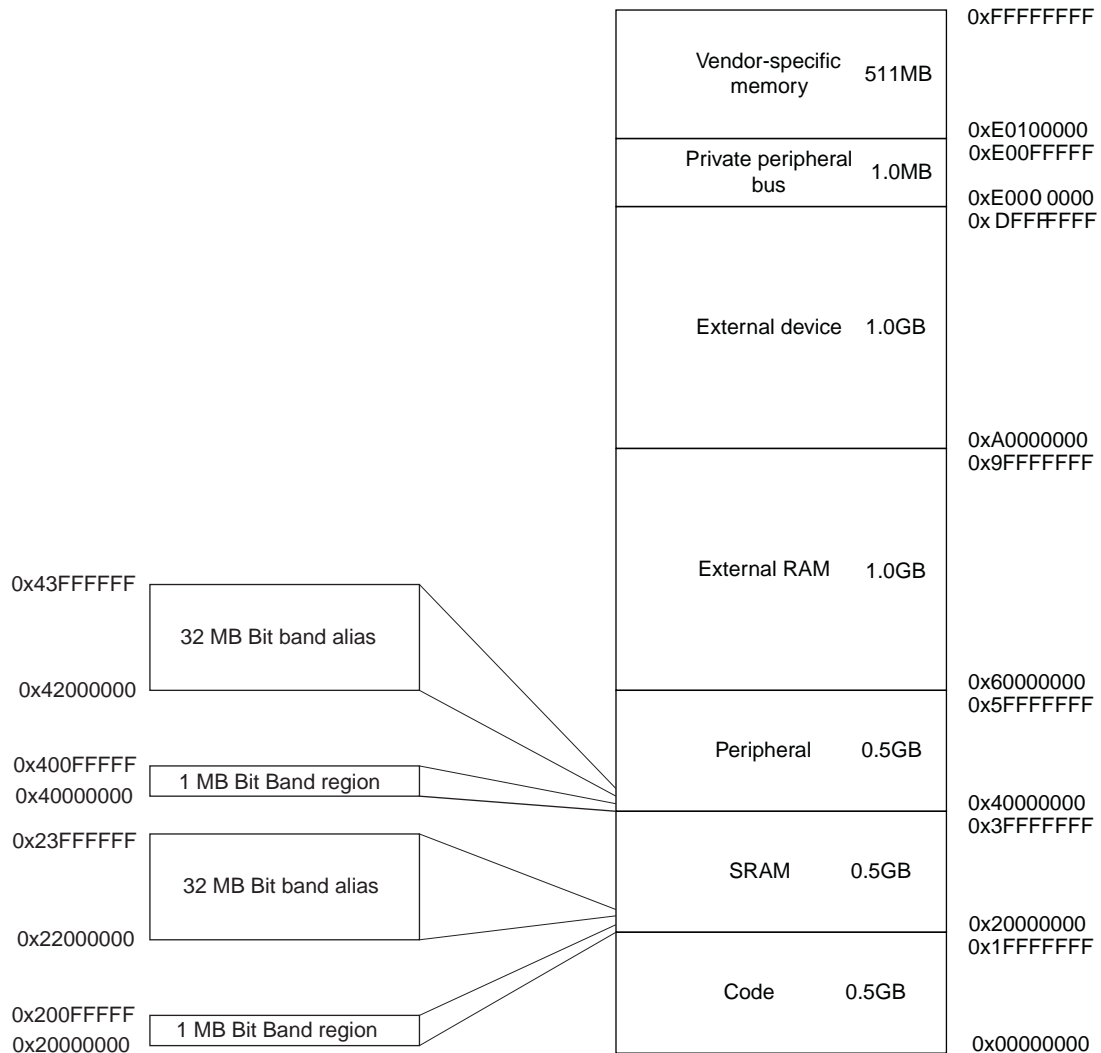 0xFFFFFFFF
Vendor-specific
memory
511MB
0xE0100000
0xE00FFFFF
Private peripheral
bus
1.0MB
0xE000 0000
0x DFFFFFFF
External device
1.0GB
0xA0000000
0x9FFFFFFF
External RAM
1.0GB
0x60000000
0x5FFFFFFF
Peripheral
0.5GB
0x40000000
0x3FFFFFFF
SRAM
0.5GB
0x20000000
0x1FFFFFFF
Code
0.5GB
0x00000000
0x43FFFFFF
32 MB Bit band alias
0x42000000
0x400FFFFF
1 MB Bit Band region
0x40000000
0x23FFFFFF
32 MB Bit band alias
0x22000000
0x200FFFFF
1 MB Bit Band region
0x20000000